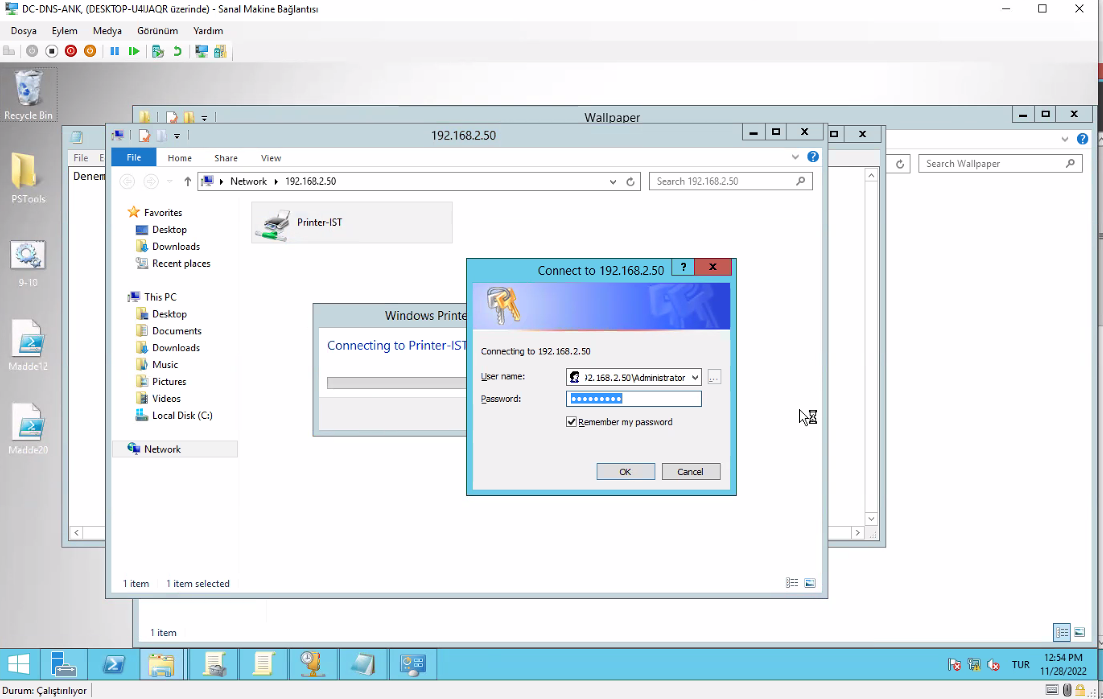 DC-DNS-ANK, (DESKTOP-U4IJAQR üzerinde) - Sanal Makine Bağlantısı
Dosya Eylem Medya Görünüm Yardım
Recycle Bin
PSTools
9-10
Madde12
Madde20
Wallpaper
Search Wallpaper
File E
Denem
192.168.2.50
File Home Share View
Network 192.168.2.50
Search 192.168.2.50
Favorites
Desktop
Downloads
Recent places
This PC
Desktop
Documents
Downloads
Music
Pictures
Videos
Local Disk (C:)
Network
Printer-IST
Windows Printe
Connecting to Printer-IST
Connect to 192.168.2.50
? X
Connecting to 192.168.2.50
User name: 92.168.2.50\Administrator
...
Password: ●●●●●●●●●
Remember my password
OK Cancel
1 item 1 item selected
1 item
TUR
12:54 PM
11/28/2022
Durum: Çalıştırılıyor